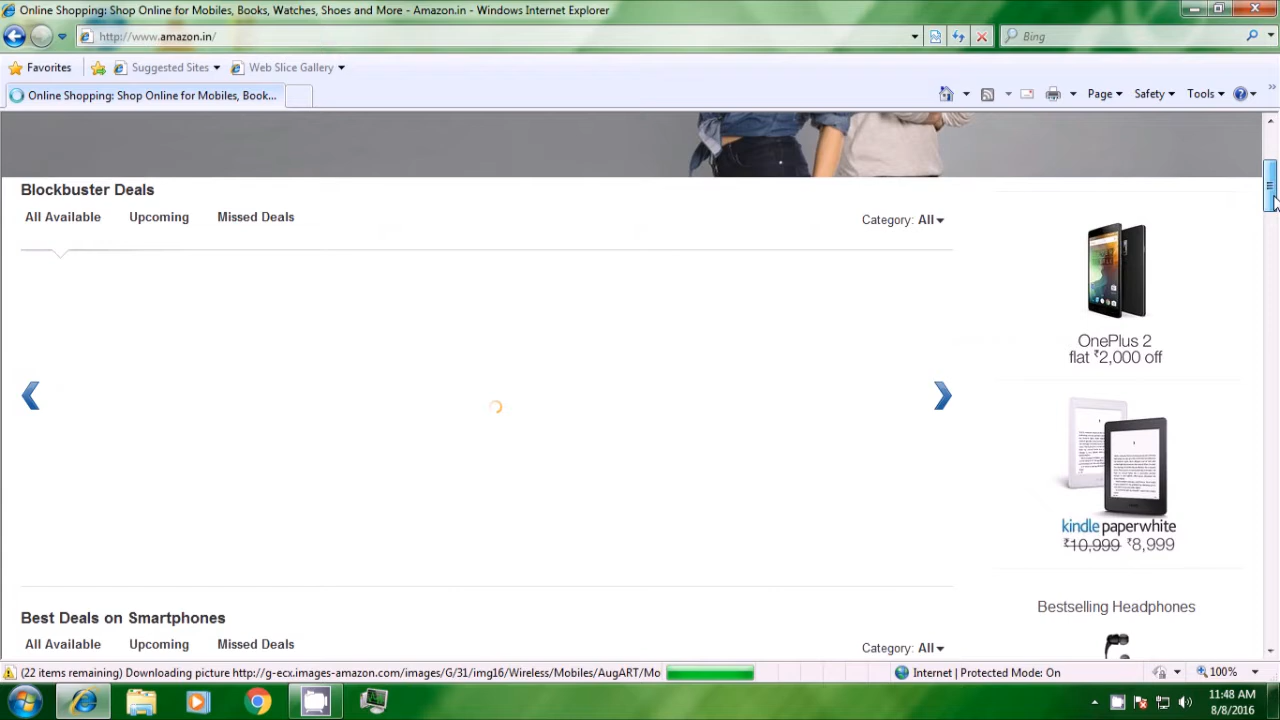 Online Shopping: Shop Online for Mobiles, Books, Watches, Shoes and More - Amazon.in - Windows Internet Explorer
http://www.amazon.in/
Bing
Favorites Suggested Sites Web Slice Gallery
Online Shopping: Shop Online for Mobiles, Book...
Page Safety Tools
Blockbuster Deals
All Available Upcoming Missed Deals
Category: All
OnePlus 2
flat ₹2,000 off
kindle paperwhite
₹10,999 ₹8,999
Bestselling Headphones
Best Deals on Smartphones
All Available Upcoming Missed Deals
Category: All
(22 items remaining) Downloading picture http://g-ecx.images-amazon.com/images/G/31/img16/Wireless/Mobiles/AugART/Mo
Internet | Protected Mode: On
100%
11:48 AM
8/8/2016